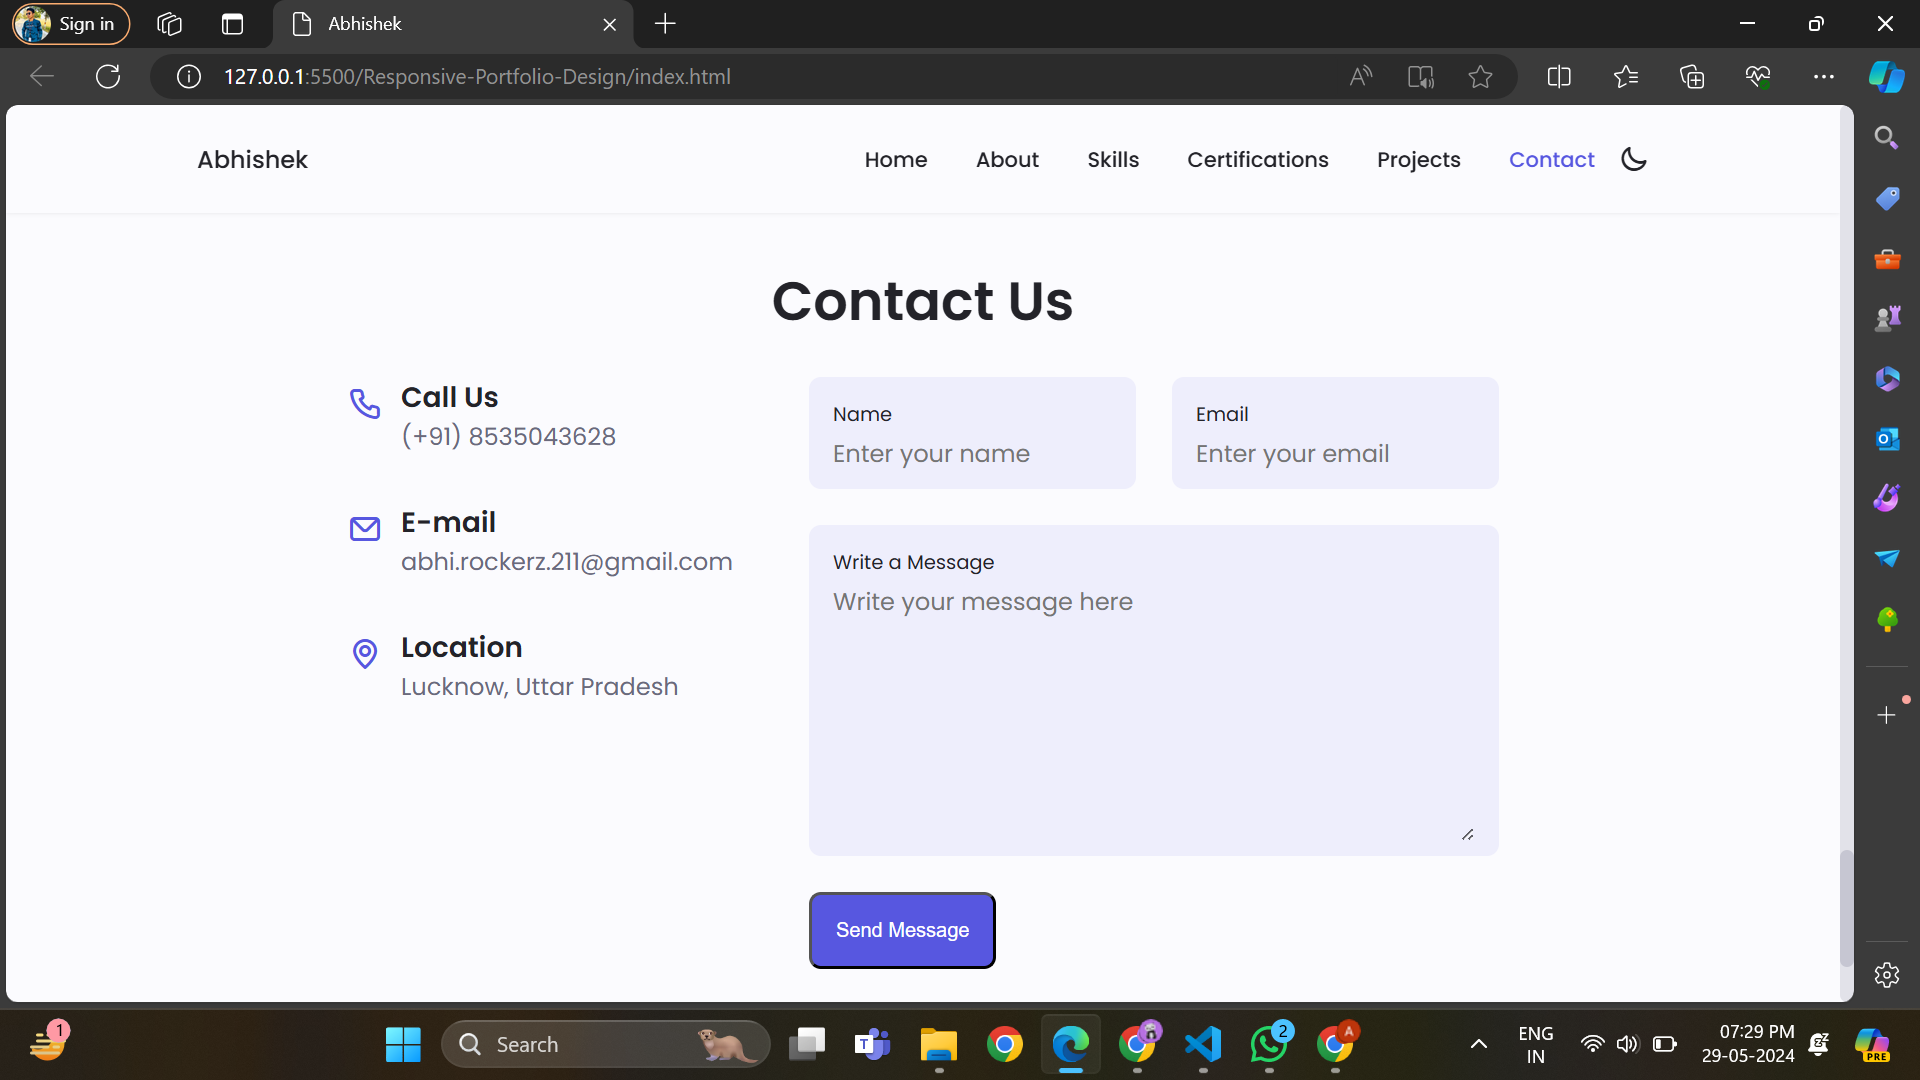 Sign in
Abhishek
127.0.0.1:5500/Responsive-Portfolio-Design/index.html
Abhishek
Home About Skills Certifications Projects Contact
Contact Us
Call Us
(+91) 8535043628
E-mail
abhi.rockerz.211@gmail.com
Location
Lucknow, Uttar Pradesh
Name
Enter your name
Email
Enter your email
Write a Message
Write your message here
Send Message
1
Search
T
2
A
ENG
IN
07:29 PM
29-05-2024
PRE